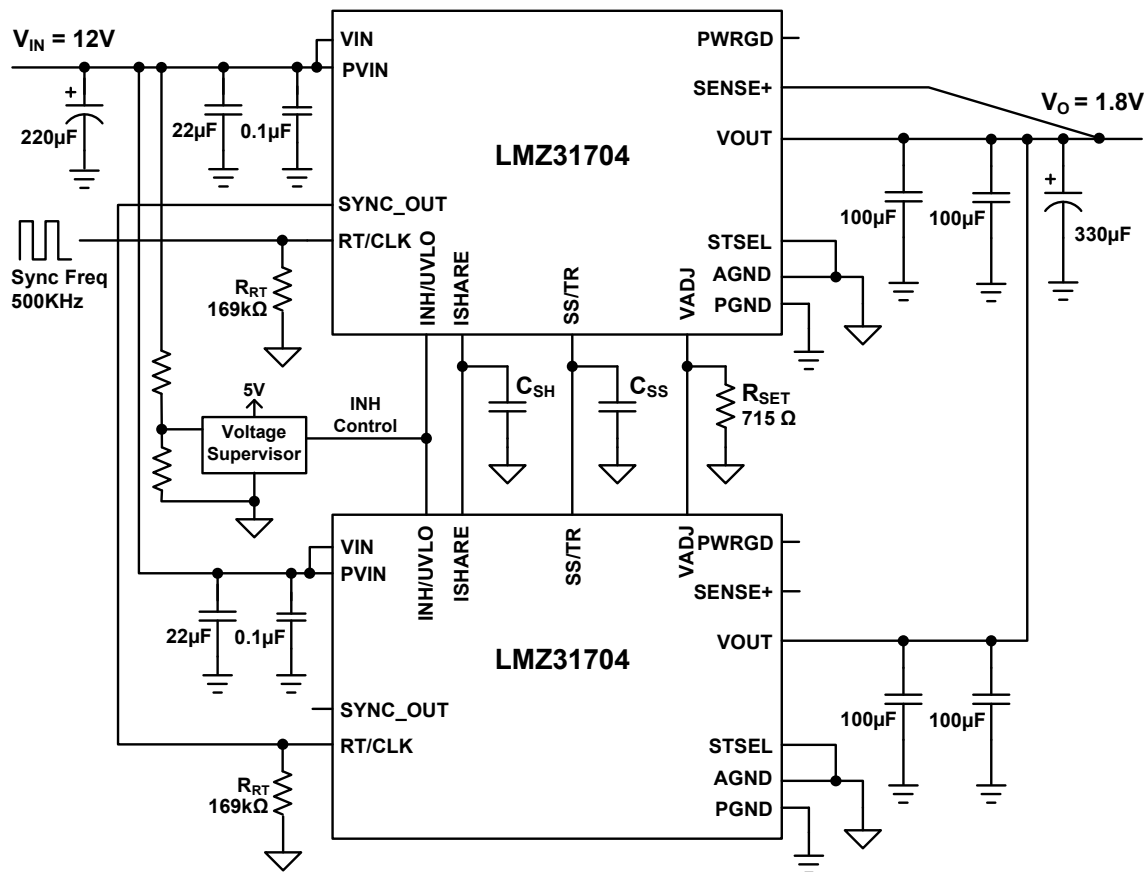 V_IN = 12V
+
220µF
22µF
0.1µF
VIN
PVIN
SYNC_OUT
RT/CLK
LMZ31704
PWRGD
SENSE+
VOUT
STSEL
AGND
PGND
INH/UVLO
ISHARE
SS/TR
VADJ
V_O = 1.8V
100µF
100µF
+
330µF
Sync Freq
500KHz
R_RT
169kΩ
5V
Voltage
Supervisor
INH
Control
C_SH
C_SS
R_SET
715 Ω
VIN
PVIN
22µF
0.1µF
SYNC_OUT
RT/CLK
R_RT
169kΩ
INH/UVLO
ISHARE
SS/TR
VADJ
LMZ31704
PWRGD
SENSE+
VOUT
100µF
100µF
STSEL
AGND
PGND